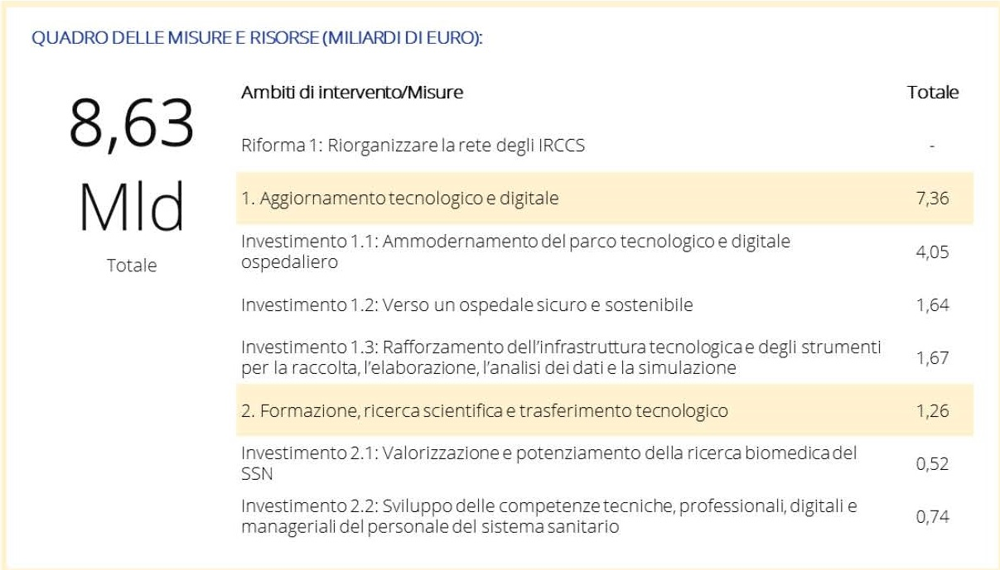 QUADRO DELLE MISURE E RISORSE (MILIARDI DI EURO):
8,63
Mld
Totale
Ambiti di intervento/Misure Totale
Riforma 1: Riorganizzare la rete degli IRCCS -
1. Aggiornamento tecnologico e digitale 7,36
Investimento 1.1: Ammodernamento del parco tecnologico e digitale
ospedaliero 4,05
Investimento 1.2: Verso un ospedale sicuro e sostenibile 1,64
Investimento 1.3: Rafforzamento dell'infrastruttura tecnologica e degli strumenti
per la raccolta, l'elaborazione, l'analisi dei dati e la simulazione 1,67
2. Formazione, ricerca scientifica e trasferimento tecnologico 1,26
Investimento 2.1: Valorizzazione e potenziamento della ricerca biomedica del
SSN 0,52
Investimento 2.2: Sviluppo delle competenze tecniche, professionali, digitali e
manageriali del personale del sistema sanitario 0,74